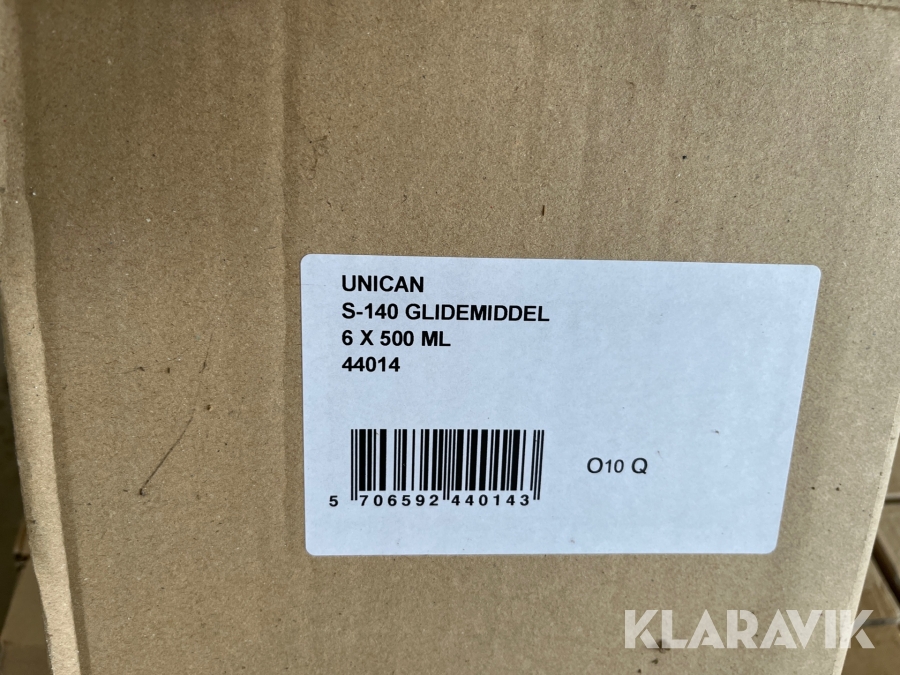 UNICAN
S-140 GLIDEMIDDEL
6 X 500 ML
44014
5 706592 440143
O10 Q
KLARAVIK